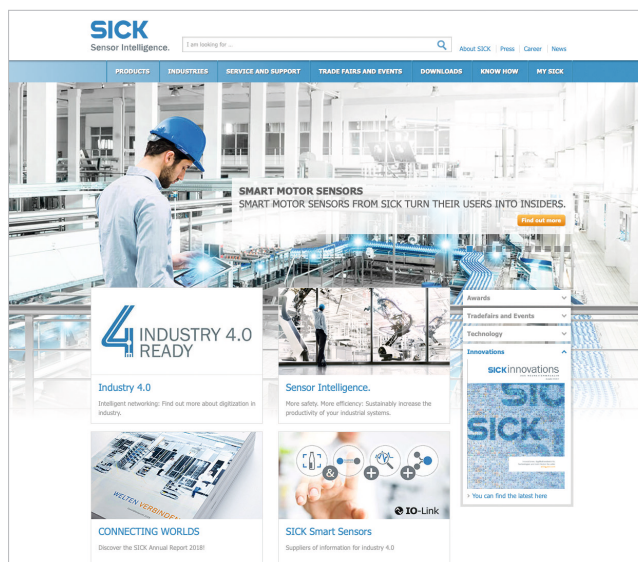 SICK
Sensor Intelligence.
I am looking for ...
About SICK | Press | Career | News
PRODUCTS INDUSTRIES SERVICE AND SUPPORT TRADE FAIRS AND EVENTS DOWNLOADS KNOW HOW MY SICK
SMART MOTOR SENSORS
SMART MOTOR SENSORS FROM SICK TURN THEIR USERS INTO INSIDERS.
Find out more
4 INDUSTRY 4.0
READY
Industry 4.0
Intelligent networking: Find out more about digitization in
industry.
Sensor Intelligence.
More safety. More efficiency: Sustainably increase the
productivity of your industrial systems.
Awards
Tradefairs and Events
Technology
Innovations
SICKinnovations
SIC
SICK
> You can find the latest here
WELTEN VERBINDEN
CONNECTING WORLDS
Discover the SICK Annual Report 2018!
& + +
IO-Link
SICK Smart Sensors
Suppliers of information for Industry 4.0